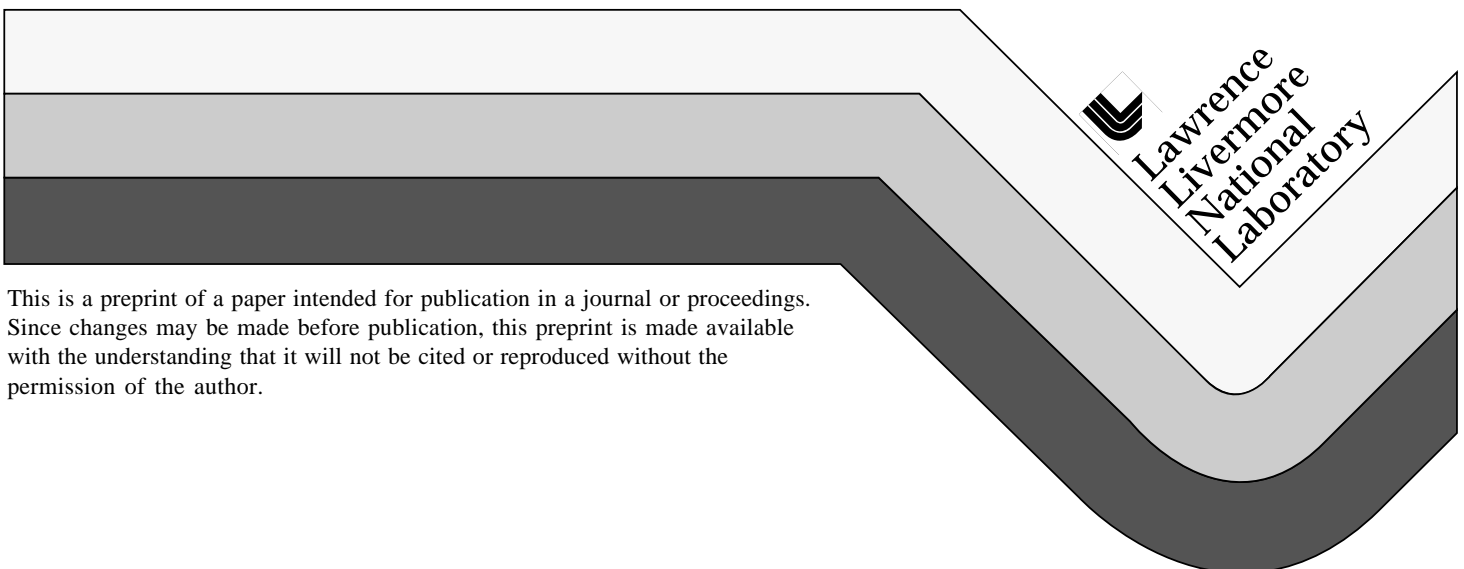 Lawrence
Livermore
National
Laboratory
This is a preprint of a paper intended for publication in a journal or proceedings.
Since changes may be made before publication, this preprint is made available
with the understanding that it will not be cited or reproduced without the
permission of the author.